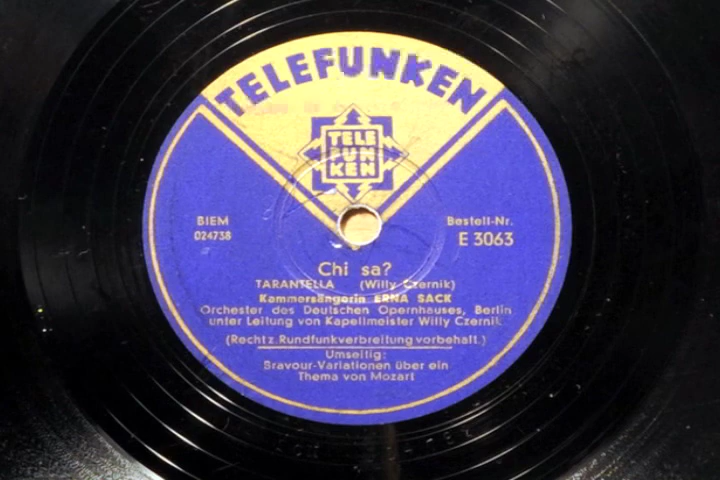 TELEFUNKEN
TELE
FUN
KEN
BIEM
024738
Bestell-Nr.
E 3063
Chi sa?
TARANTELLA (Willy Czernik)
Kammersängerin ERNA SACK
Orchester des Deutschen Opernhauses, Berlin
unter Leitung von Kapellmeister Willy Czernik
(Recht z. Rundfunkverbreitung vorbehalt.)
Umseitig:
Bravour-Variationen über ein
Thema von Mozart